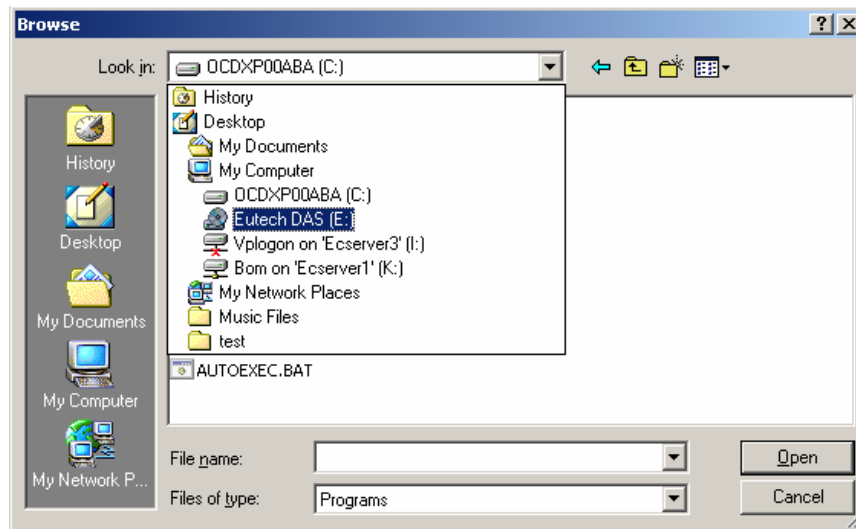 Browse
Look in: OCDXP00ABA (C:)
History
Desktop
My Documents
My Computer
OCDXP00ABA (C:)
Eutech DAS (E:)
Vplogon on 'Ecserver3' (I:)
Bom on 'Ecserver1' (K:)
My Network Places
Music Files
test
AUTOEXEC.BAT
History
Desktop
My Documents
My Computer
My Network P...
File name:
Open
Files of type: Programs
Cancel